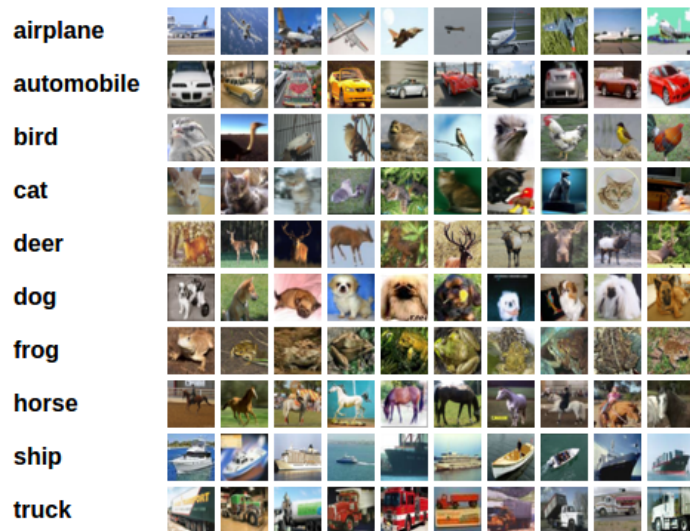 airplane
automobile
bird
cat
deer
dog
frog
horse
ship
truck